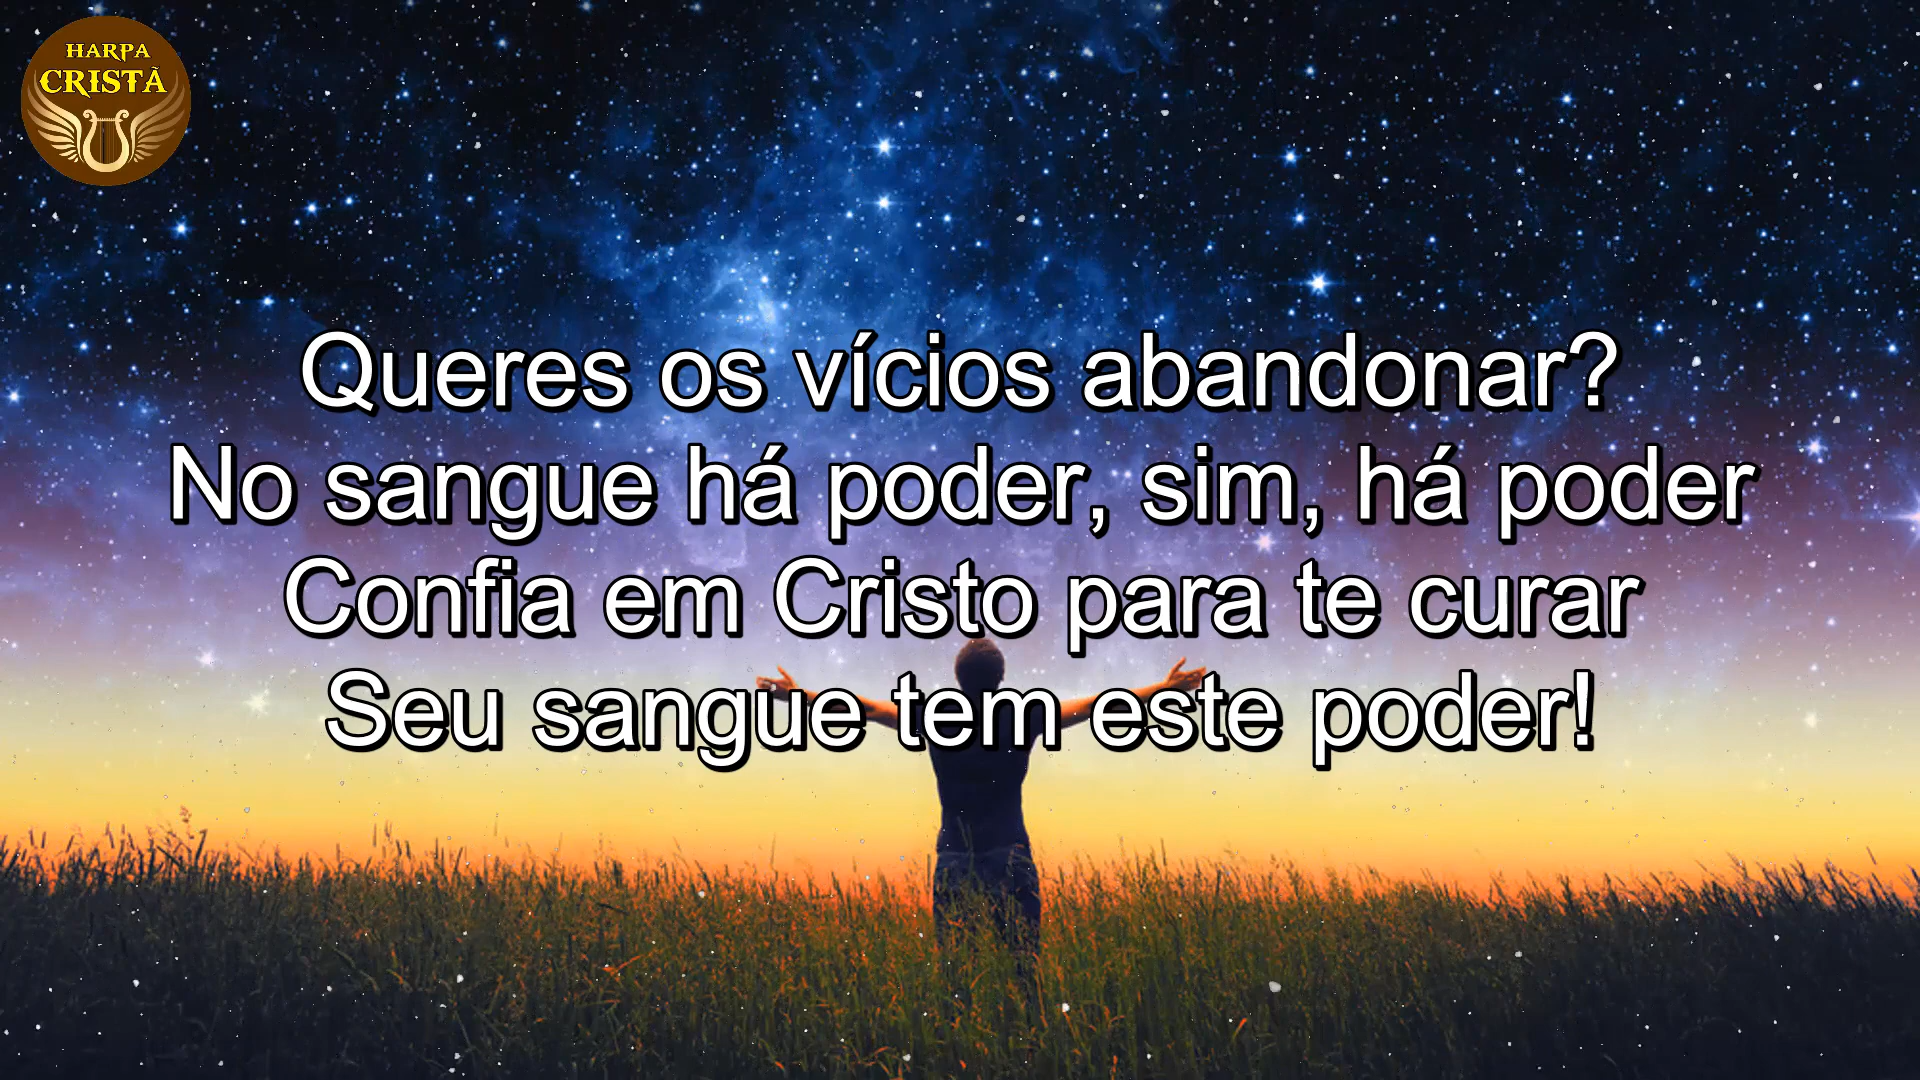 HARPA
CRISTÃ
Queres os vícios abandonar?
No sangue há poder, sim, há poder
Confia em Cristo para te curar
Seu sangue tem este poder!